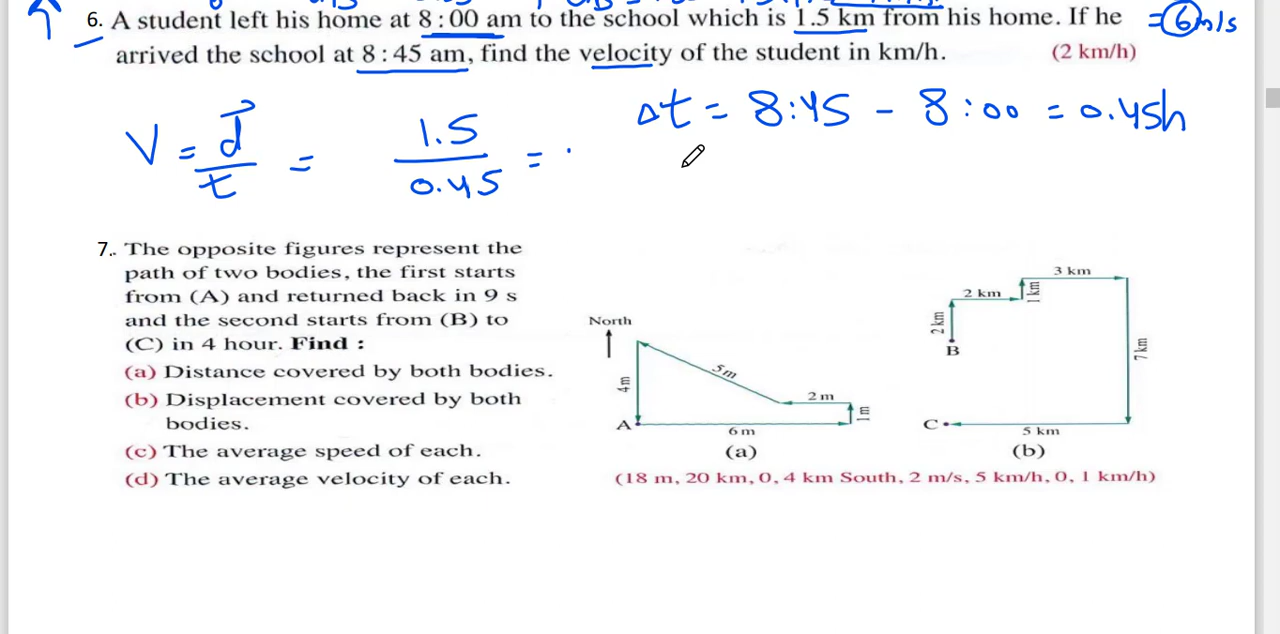 6. A student left his home at 8 : 00 am to the school which is 1.5 km from his home. If he
= 6 m/s
arrived the school at 8 : 45 am, find the velocity of the student in km/h. (2 km/h)
Δt = 8:45 - 8:00 = 0.45h
V = d / t = 1.5 / 0.45 = .
7.. The opposite figures represent the
path of two bodies, the first starts
from (A) and returned back in 9 s
and the second starts from (B) to
(C) in 4 hour. Find :
(a) Distance covered by both bodies.
(b) Displacement covered by both
bodies.
(c) The average speed of each.
(d) The average velocity of each.
North
4 m
5 m
2 m
1 m
A
6 m
(a)
3 km
2 km
1 km
2 km
B
7 km
C
5 km
(b)
(18 m, 20 km, 0, 4 km South, 2 m/s, 5 km/h, 0, 1 km/h)